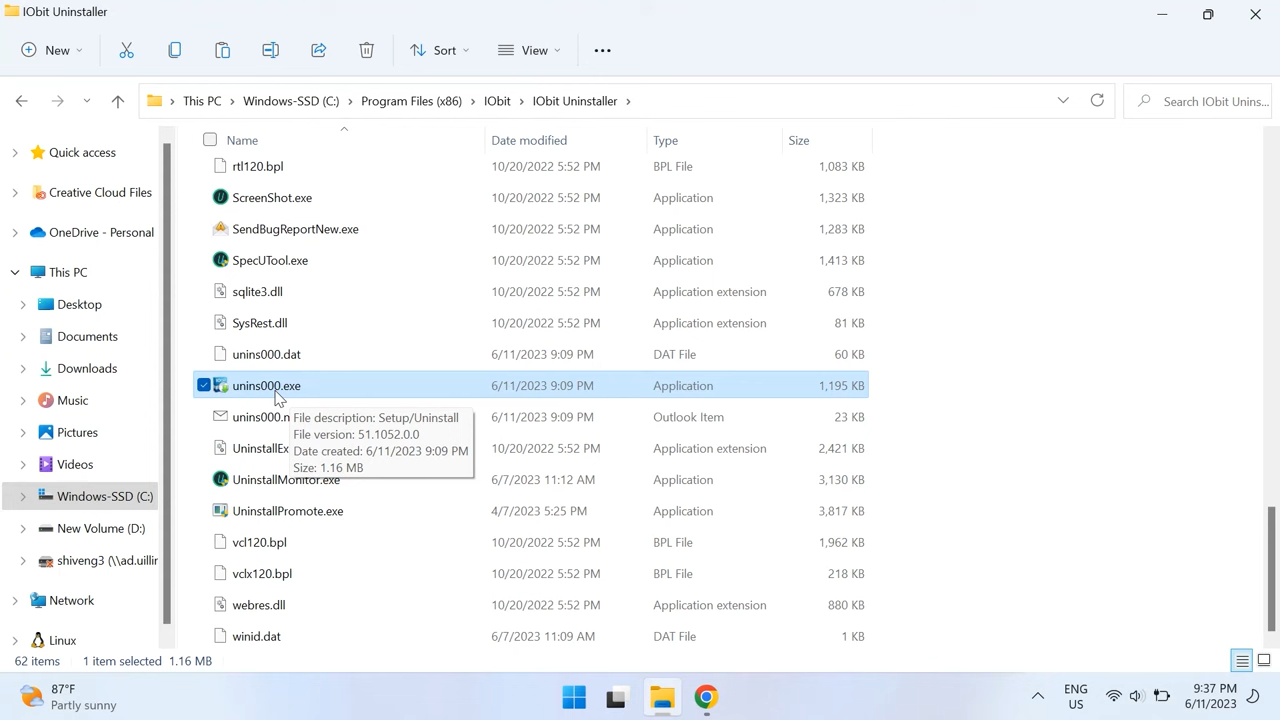 IObit Uninstaller
New
Sort
View
This PC
Windows-SSD (C:)
Program Files (x86)
IObit
IObit Uninstaller
Search IObit Unins...
Name
Date modified
Type
Size
Quick access
Creative Cloud Files
OneDrive - Personal
This PC
Desktop
Documents
Downloads
Music
Pictures
Videos
Windows-SSD (C:)
New Volume (D:)
shiveng3 (\\ad.uillir
Network
Linux
rtl120.bpl 10/20/2022 5:52 PM BPL File 1,083 KB
ScreenShot.exe 10/20/2022 5:52 PM Application 1,323 KB
SendBugReportNew.exe 10/20/2022 5:52 PM Application 1,283 KB
SpecUTool.exe 10/20/2022 5:52 PM Application 1,413 KB
sqlite3.dll 10/20/2022 5:52 PM Application extension 678 KB
SysRest.dll 10/20/2022 5:52 PM Application extension 81 KB
unins000.dat 6/11/2023 9:09 PM DAT File 60 KB
unins000.exe 6/11/2023 9:09 PM Application 1,195 KB
unins000.n 6/11/2023 9:09 PM Outlook Item 23 KB
UninstallEx 10/20/2022 5:52 PM Application extension 2,421 KB
UninstallMonitor.exe 6/7/2023 11:12 AM Application 3,130 KB
UninstallPromote.exe 4/7/2023 5:25 PM Application 3,817 KB
vcl120.bpl 10/20/2022 5:52 PM BPL File 1,962 KB
vclx120.bpl 10/20/2022 5:52 PM BPL File 218 KB
webres.dll 10/20/2022 5:52 PM Application extension 880 KB
winid.dat 6/7/2023 11:09 AM DAT File 1 KB
File description: Setup/Uninstall
File version: 51.1052.0.0
Date created: 6/11/2023 9:09 PM
Size: 1.16 MB
62 items 1 item selected 1.16 MB
87°F
Partly sunny
ENG
US
9:37 PM
6/11/2023